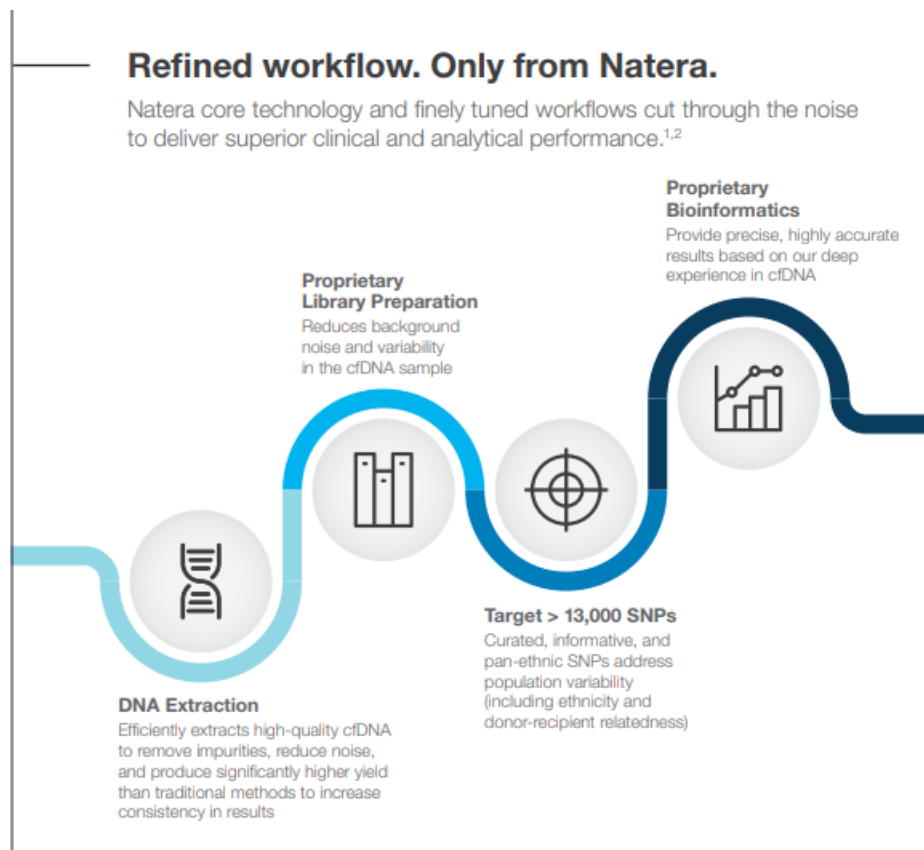 Refined workflow. Only from Natera.
Natera core technology and finely tuned workflows cut through the noise
to deliver superior clinical and analytical performance.1,2
DNA Extraction
Efficiently extracts high-quality cfDNA
to remove impurities, reduce noise,
and produce significantly higher yield
than traditional methods to increase
consistency in results
Proprietary
Library Preparation
Reduces background
noise and variability
in the cfDNA sample
Target > 13,000 SNPs
Curated, informative, and
pan-ethnic SNPs address
population variability
(including ethnicity and
donor-recipient relatedness)
Proprietary
Bioinformatics
Provide precise, highly accurate
results based on our deep
experience in cfDNA